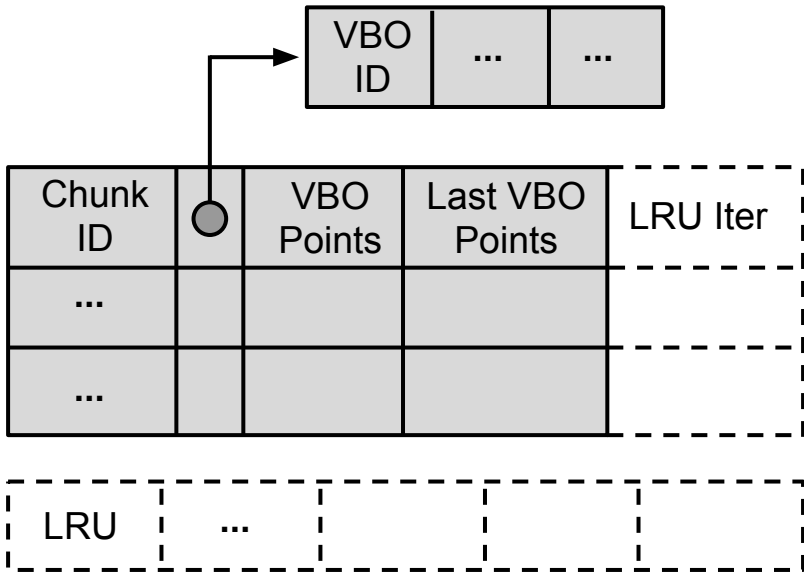 VBO
ID
...
...
Chunk
ID
VBO
Points
Last VBO
Points
LRU Iter
...
...
LRU
...